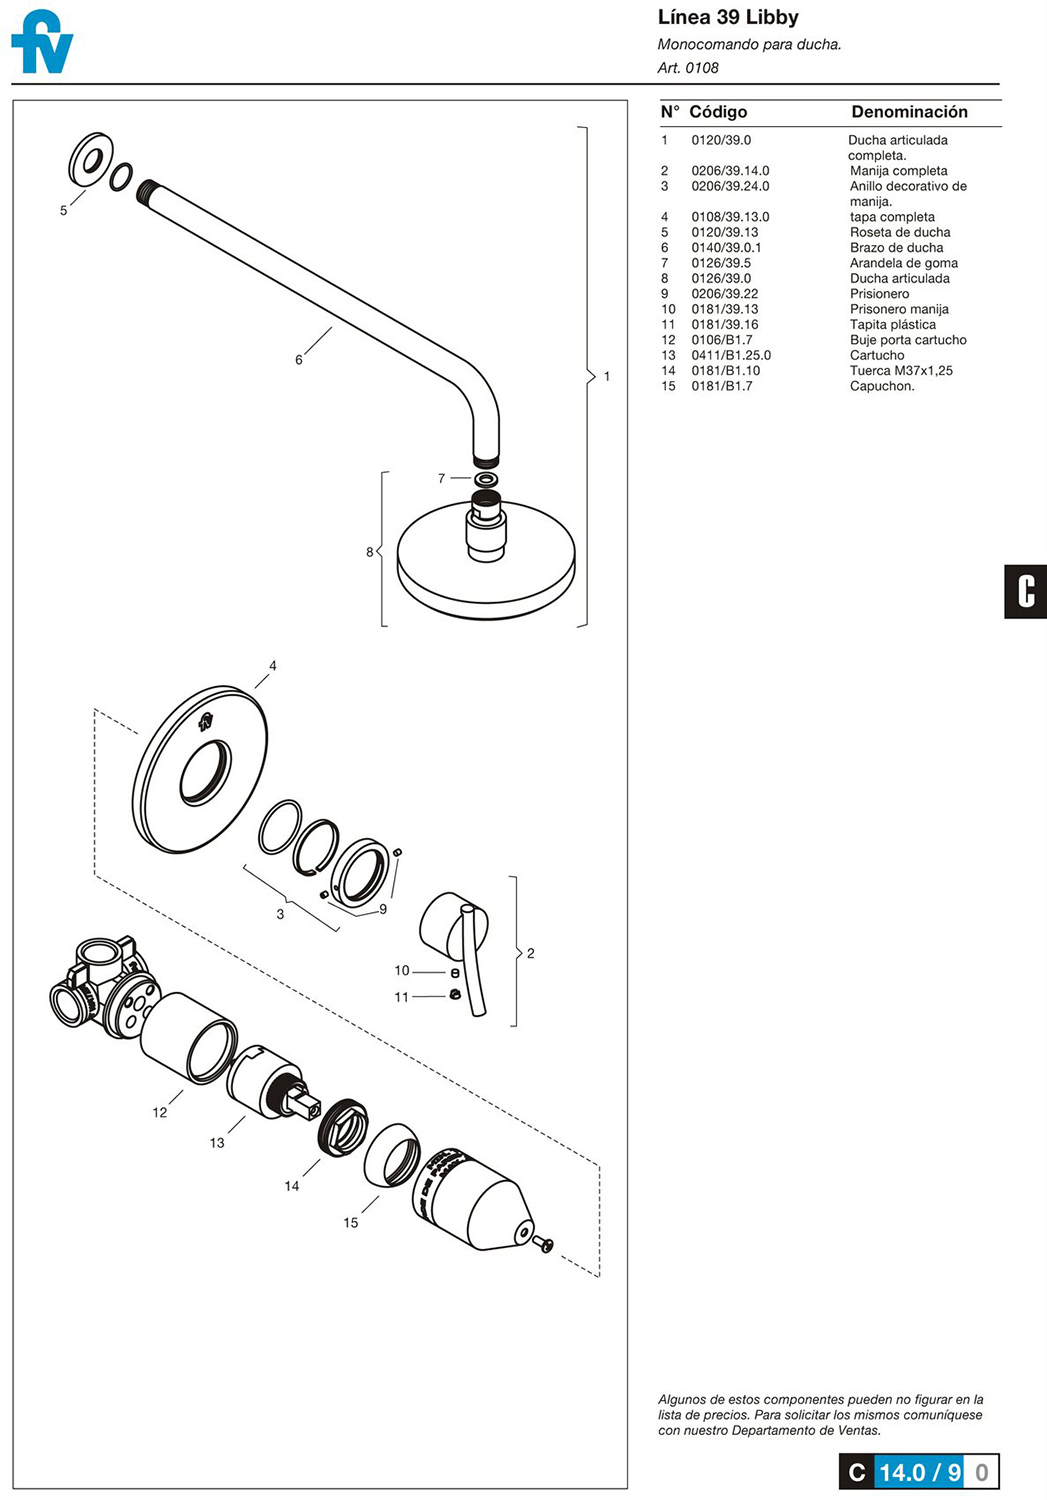 fv
Línea 39 Libby
Monocomando para ducha.
Art. 0108
N° Código Denominación
1 0120/39.0 Ducha articulada
completa.
2 0206/39.14.0 Manija completa
3 0206/39.24.0 Anillo decorativo de
manija.
4 0108/39.13.0 tapa completa
5 0120/39.13 Roseta de ducha
6 0140/39.0.1 Brazo de ducha
7 0126/39.5 Arandela de goma
8 0126/39.0 Ducha articulada
9 0206/39.22 Prisionero
10 0181/39.13 Prisonero manija
11 0181/39.16 Tapita plástica
12 0106/B1.7 Buje porta cartucho
13 0411/B1.25.0 Cartucho
14 0181/B1.10 Tuerca M37x1,25
15 0181/B1.7 Capuchon.
5
6
1
7
8
C
4
fv
3
9
2
10
11
12
13
14
15
Algunos de estos componentes pueden no figurar en la
lista de precios. Para solicitar los mismos comuníquese
con nuestro Departamento de Ventas.
C 14.0 / 9 0